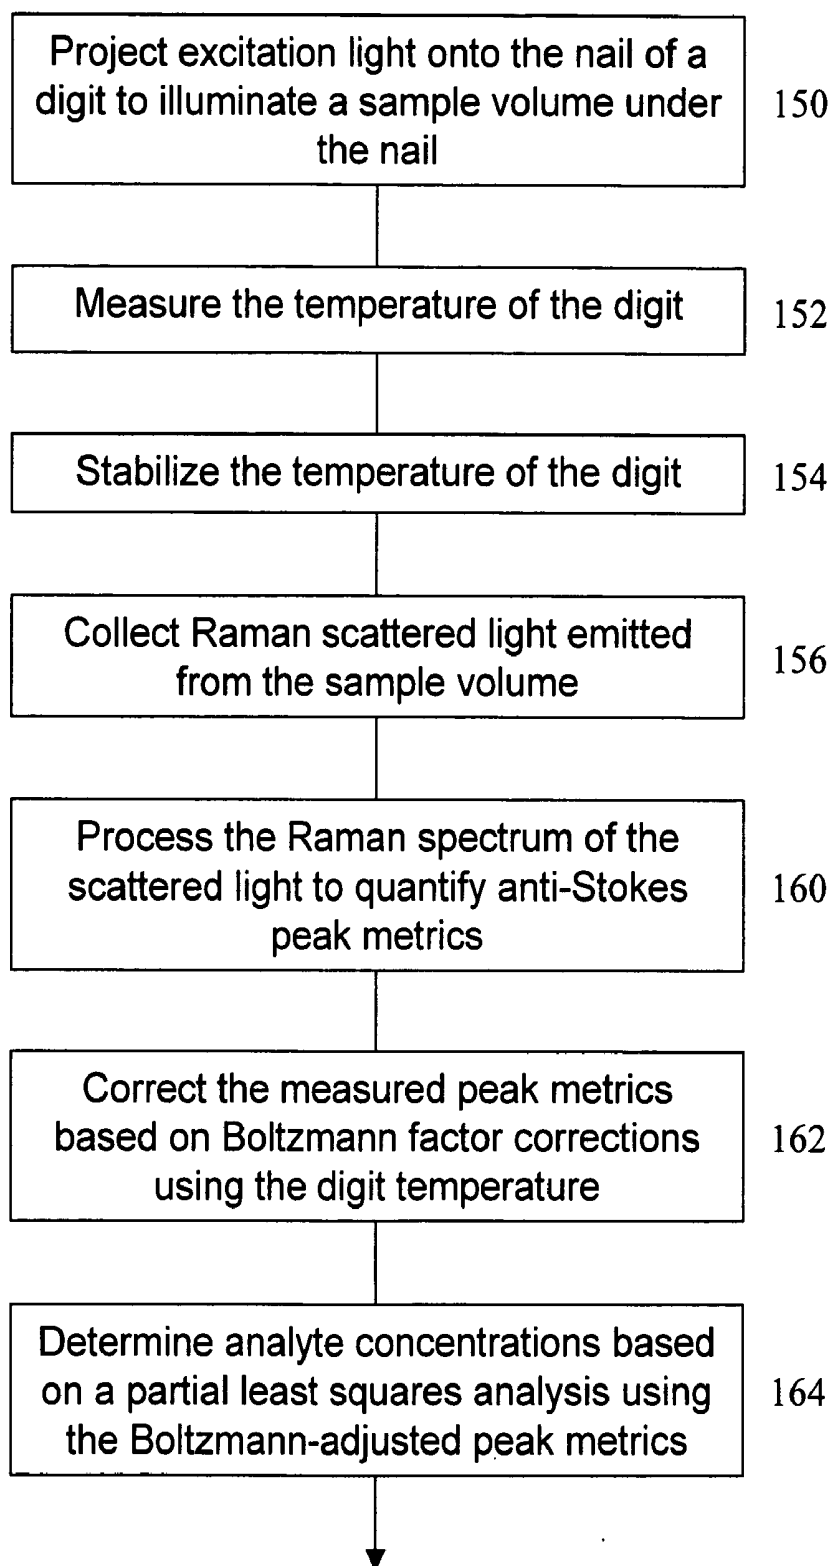 Project excitation light onto the nail of a
digit to illuminate a sample volume under
the nail
150
Measure the temperature of the digit
152
Stabilize the temperature of the digit
154
Collect Raman scattered light emitted
from the sample volume
156
Process the Raman spectrum of the
scattered light to quantify anti-Stokes
peak metrics
160
Correct the measured peak metrics
based on Boltzmann factor corrections
using the digit temperature
162
Determine analyte concentrations based
on a partial least squares analysis using
the Boltzmann-adjusted peak metrics
164